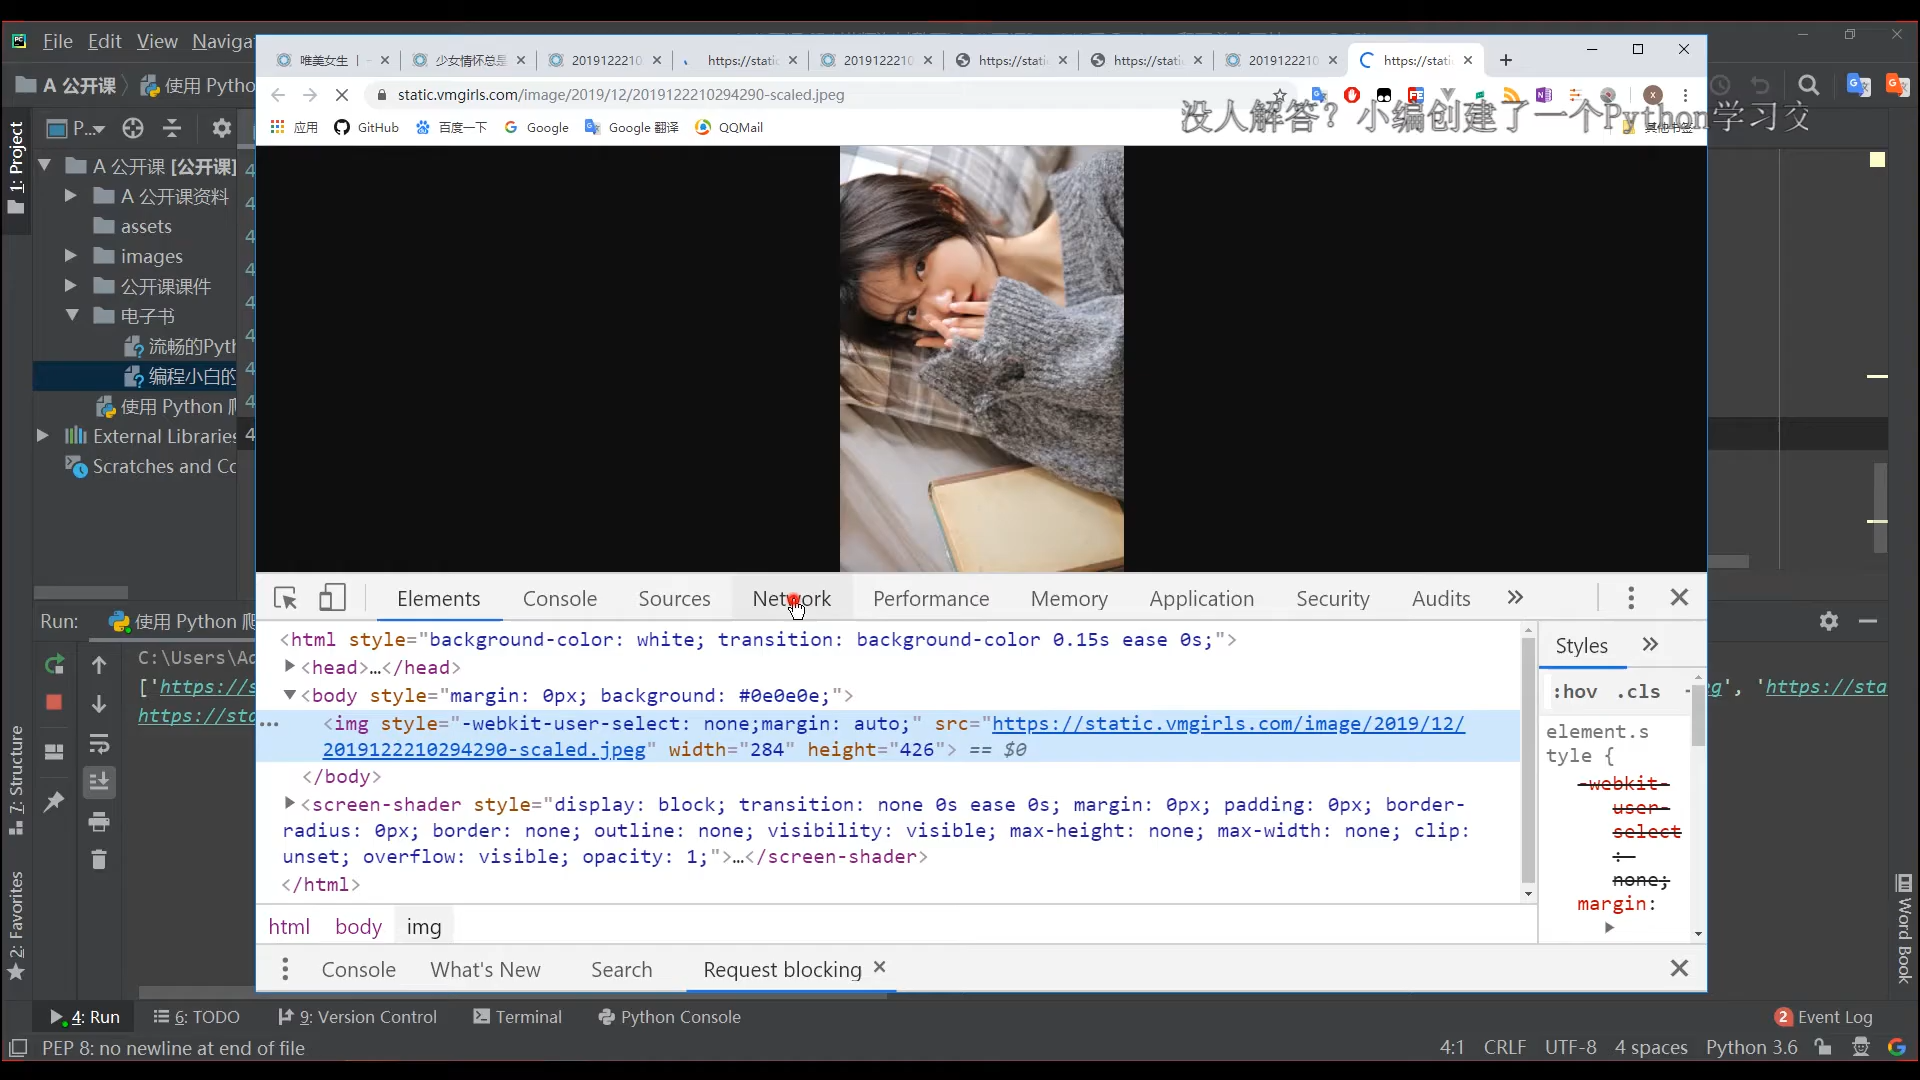 File Edit View Naviga
唯美女生 | 少女情怀总是 2019122210 https://static 2019122210 https://static https://static 2019122210 https://static
A 公开课 使用 Pytho
static.vmgirls.com/image/2019/12/2019122210294290-scaled.jpeg
没人解答？小编创建了一个Python学习交
应用 GitHub 百度一下 Google Google 翻译 QQMail 其他书签
P...
1: Project
A 公开课 [公开课]
A 公开课资料
assets
images
公开课课件
电子书
流畅的Pyth
编程小白的
使用 Python 爬
External Libraries
Scratches and Co
Elements Console Sources Network Performance Memory Application Security Audits »
Run: 使用 Python 爬
<html style="background-color: white; transition: background-color 0.15s ease 0s;">
<head>…</head>
<body style="margin: 0px; background: #0e0e0e;">
<img style="-webkit-user-select: none;margin: auto;" src="https://static.vmgirls.com/image/2019/12/
2019122210294290-scaled.jpeg" width="284" height="426"> == $0
</body>
<screen-shader style="display: block; transition: none 0s ease 0s; margin: 0px; padding: 0px; border-
radius: 0px; border: none; outline: none; visibility: visible; max-height: none; max-width: none; clip:
unset; overflow: visible; opacity: 1;">…</screen-shader>
</html>
Styles »
:hov .cls
element.s
tyle {
-webkit-
user-
select
:
none;
margin:
C:\Users\Ad
['https://s
eg', 'https://sta
https://sta
html body img
Console What's New Search Request blocking
7: Structure
2: Favorites
Word Book
4: Run 6: TODO 9: Version Control Terminal Python Console 2 Event Log
PEP 8: no newline at end of file 4:1 CRLF UTF-8 4 spaces Python 3.6